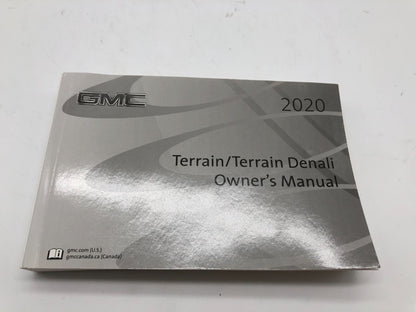 GMC
2020
Terrain/Terrain Denali
Owner's Manual
gmc.com (U.S.)
gmccanada.ca (Canada)